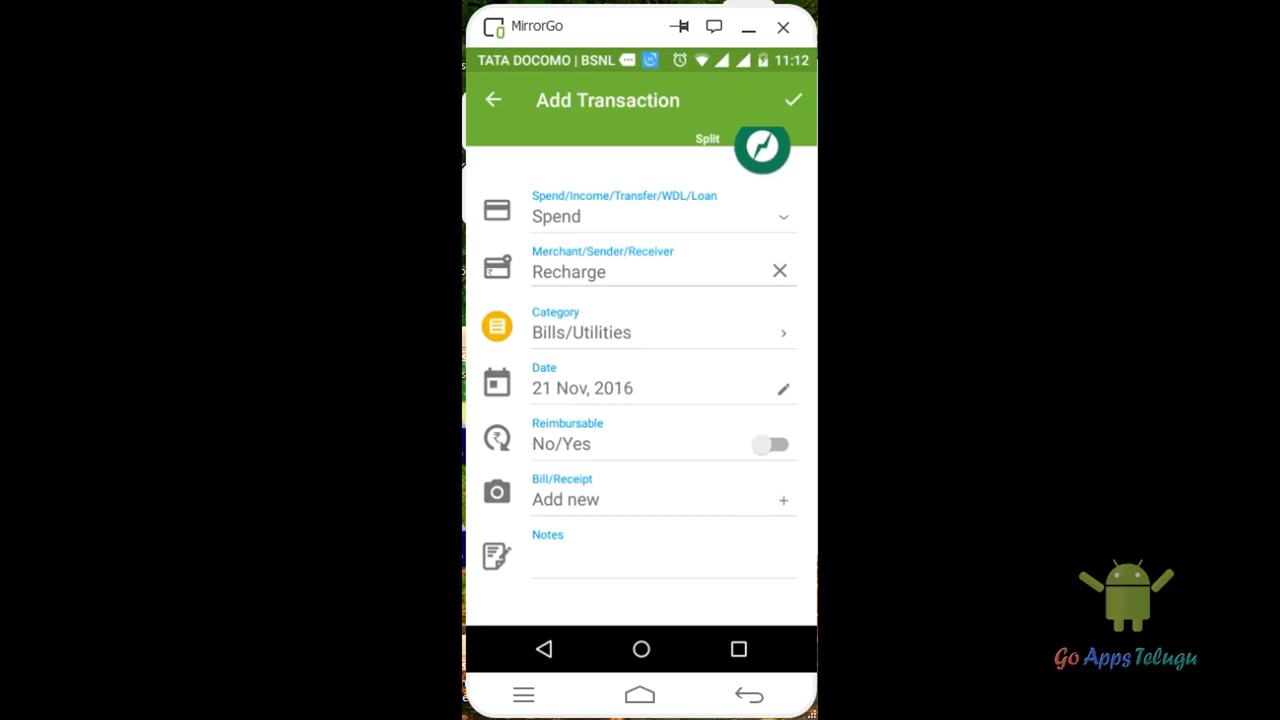 MirrorGo
TATA DOCOMO | BSNL 11:12
Add Transaction
Split
Spend/Income/Transfer/WDL/Loan
Spend
Merchant/Sender/Receiver
Recharge
Category
Bills/Utilities
Date
21 Nov, 2016
Reimbursable
No/Yes
Bill/Receipt
Add new
Notes
Go Apps Telugu